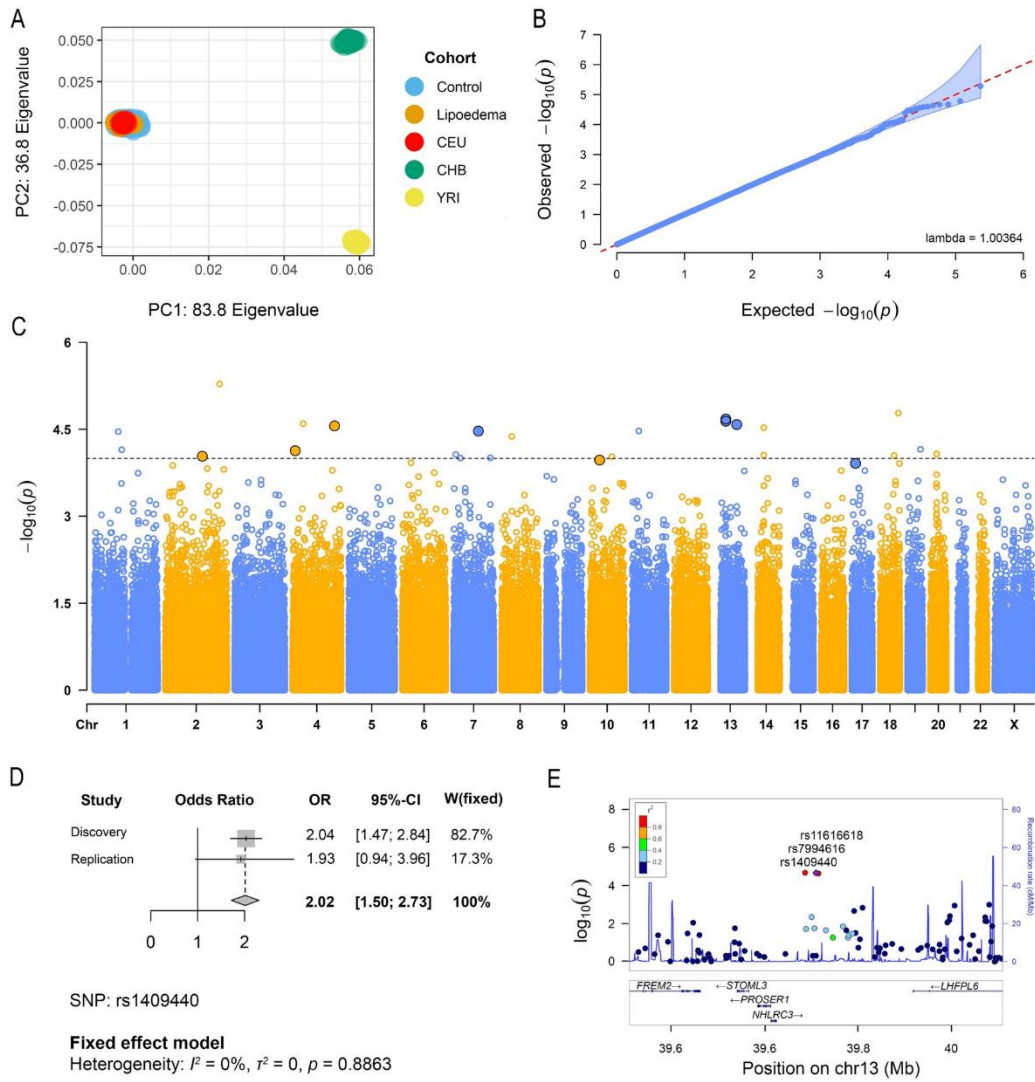 A
PC2: 36.8 Eigenvalue
0.050
0.025
0.000
-0.025
-0.050
-0.075
0.00 0.02 0.04 0.06
PC1: 83.8 Eigenvalue
Cohort
Control
Lipoedema
CEU
CHB
YRI
B
Observed −log10(p)
7
6
5
4
3
2
1
0
lambda = 1.00364
0 1 2 3 4 5 6
Expected −log10(p)
C
−log10(p)
6
4.5
3
1.5
0
Chr 1 2 3 4 5 6 7 8 9 10 11 12 13 14 15 16 17 18 20 22 X
D
Study Odds Ratio OR 95%-CI W(fixed)
Discovery 2.04 [1.47; 2.84] 82.7%
Replication 1.93 [0.94; 3.96] 17.3%
2.02 [1.50; 2.73] 100%
0 1 2
SNP: rs1409440
Fixed effect model
Heterogeneity: I² = 0%, r² = 0, p = 0.8863
E
log10(p)
8
6
4
2
0
r²
0.8
0.6
0.4
0.2
rs11616618
rs7994616
rs1409440
80
60
40
20
0
Recombination rate (cM/Mb)
FREM2→ ←STOML3 ←LHFPL6
←PROSER1
NHLRC3→
39.6 39.6 39.8 40
Position on chr13 (Mb)